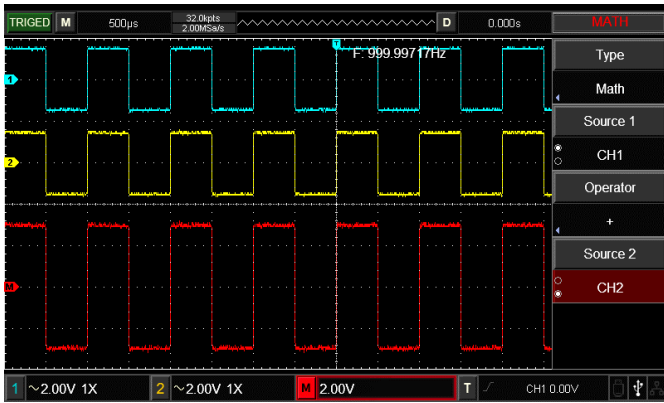 TRIGED M 500µs 32.0kpts D 0.000s MATH
2.00MSa/s
T
F: 999.99717Hz
Type
1
Math
Source 1
CH1
2
Operator
+
Source 2
M
CH2
1 ~2.00V 1X 2 ~2.00V 1X M 2.00V T CH1 0.00V